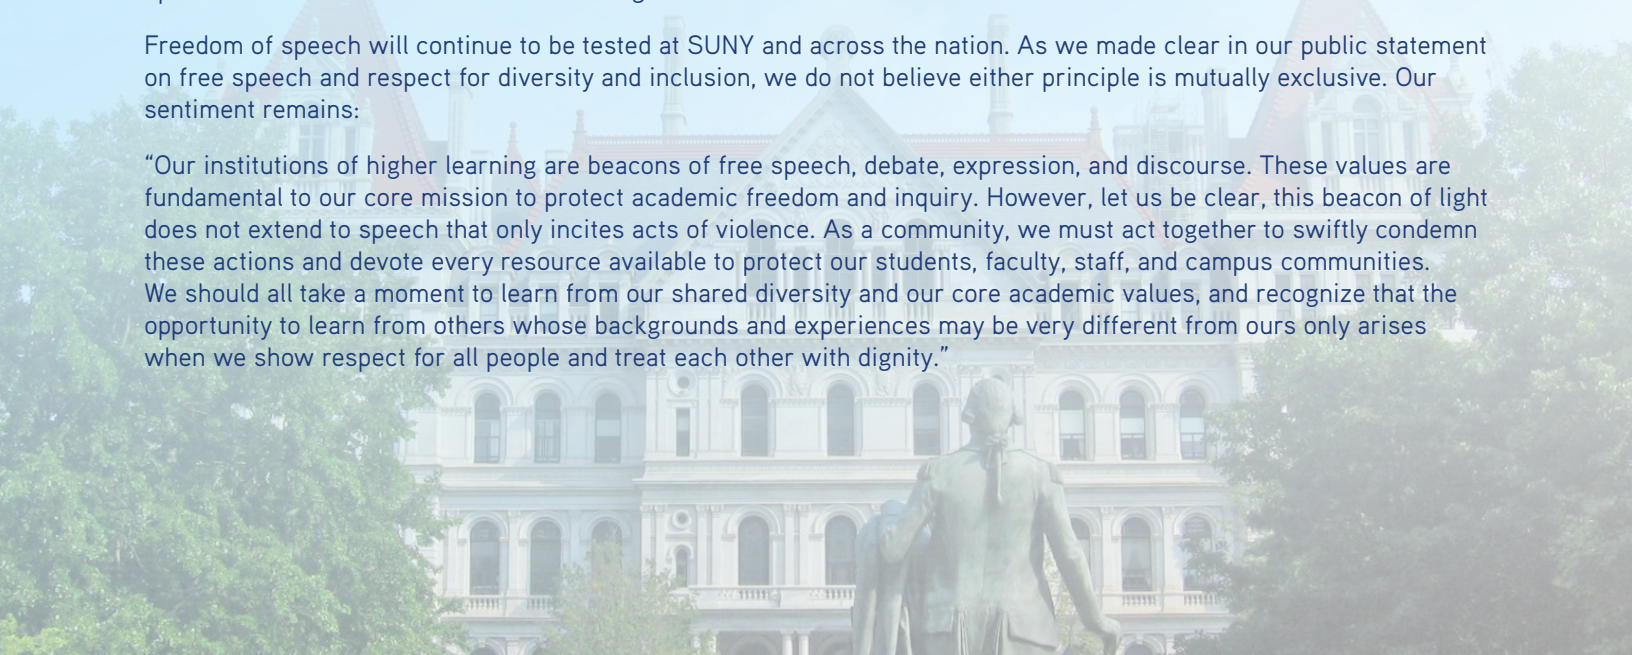 Freedom of speech will continue to be tested at SUNY and across the nation. As we made clear in our public statement
on free speech and respect for diversity and inclusion, we do not believe either principle is mutually exclusive. Our
sentiment remains:
“Our institutions of higher learning are beacons of free speech, debate, expression, and discourse. These values are
fundamental to our core mission to protect academic freedom and inquiry. However, let us be clear, this beacon of light
does not extend to speech that only incites acts of violence. As a community, we must act together to swiftly condemn
these actions and devote every resource available to protect our students, faculty, staff, and campus communities.
We should all take a moment to learn from our shared diversity and our core academic values, and recognize that the
opportunity to learn from others whose backgrounds and experiences may be very different from ours only arises
when we show respect for all people and treat each other with dignity.”